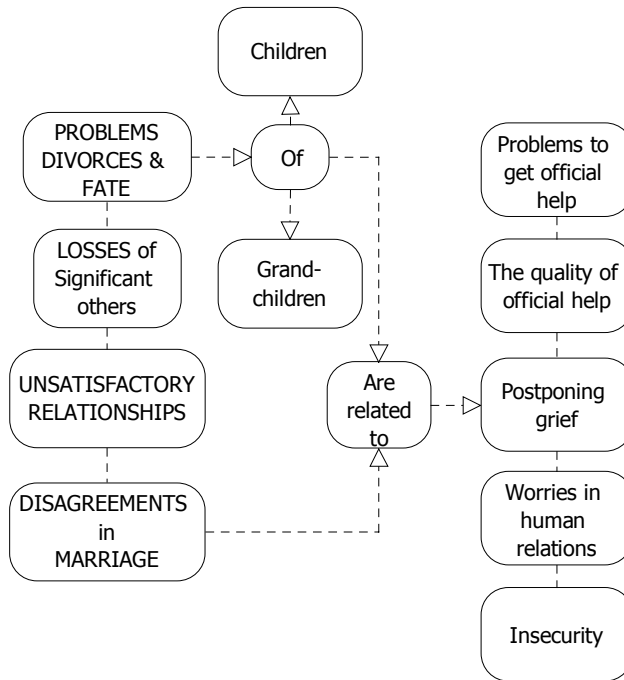 Children
PROBLEMS
DIVORCES &
FATE
Of
Problems to
get official
help
LOSSES of
Significant
others
Grand-
children
The quality of
official help
UNSATISFACTORY
RELATIONSHIPS
Are
related
to
Postponing
grief
DISAGREEMENTS
in
MARRIAGE
Worries in
human
relations
Insecurity